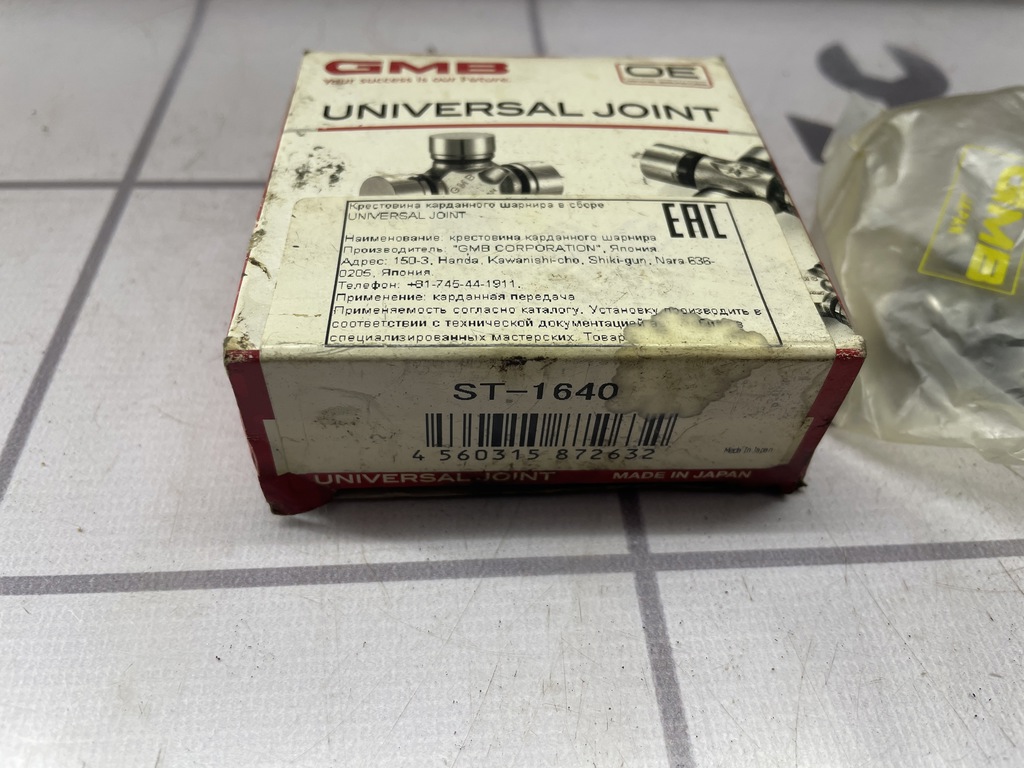 GMB
Your success is our Future.
OE
UNIVERSAL JOINT
GMB
Крестовина карданного шарнира в сборе
UNIVERSAL JOINT
EAC
Наименование: крестовина карданного шарнира
Производитель: "GMB CORPORATION", Япония.
Адрес: 150-3, Handa, Kawanishi-cho, Shiki-gun, Nara 636-
0205, Япония.
Телефон: +81-745-44-1911.
Применение: карданная передача
Применяемость согласно каталогу. Установку производить в
соответствии с технической документацией в
специализированных мастерских. Товар
ST-1640
4 560315 872632
Made In Japan
UNIVERSAL JOINT MADE IN JAPAN
GMB
JAPAN